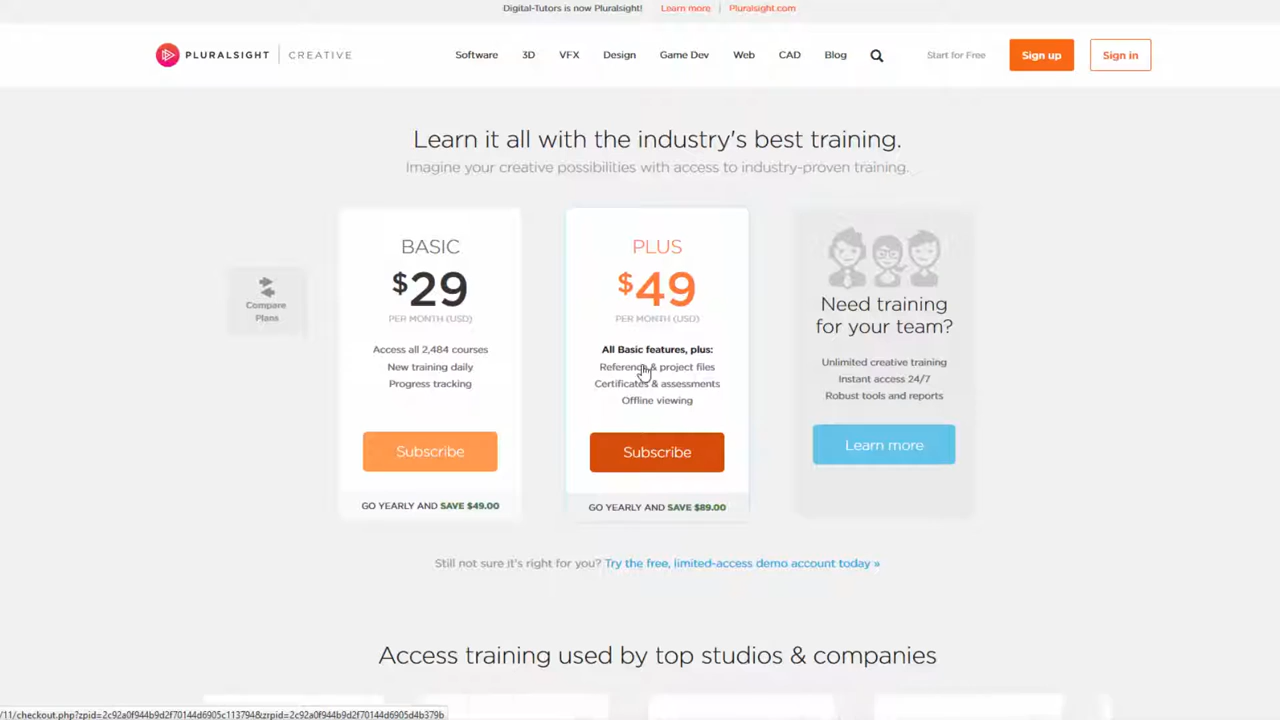 Digital-Tutors is now Pluralsight! Learn more Pluralsight.com
PLURALSIGHT CREATIVE Software 3D VFX Design Game Dev Web CAD Blog Start for Free Sign up Sign in
Learn it all with the industry's best training.
Imagine your creative possibilities with access to industry-proven training.
Compare
Plans
BASIC
$29
PER MONTH (USD)
Access all 2,484 courses
New training daily
Progress tracking
Subscribe
GO YEARLY AND SAVE $49.00
PLUS
$49
PER MONTH (USD)
All Basic features, plus:
Reference & project files
Certificates & assessments
Offline viewing
Subscribe
GO YEARLY AND SAVE $89.00
Need training
for your team?
Unlimited creative training
Instant access 24/7
Robust tools and reports
Learn more
Still not sure it's right for you? Try the free, limited-access demo account today »
Access training used by top studios & companies
/11/checkout.php?zpid=2c92a0f944b9d2f70144d6905c113794&zrpid=2c92a0f944b9d2f70144d6905d4b379b